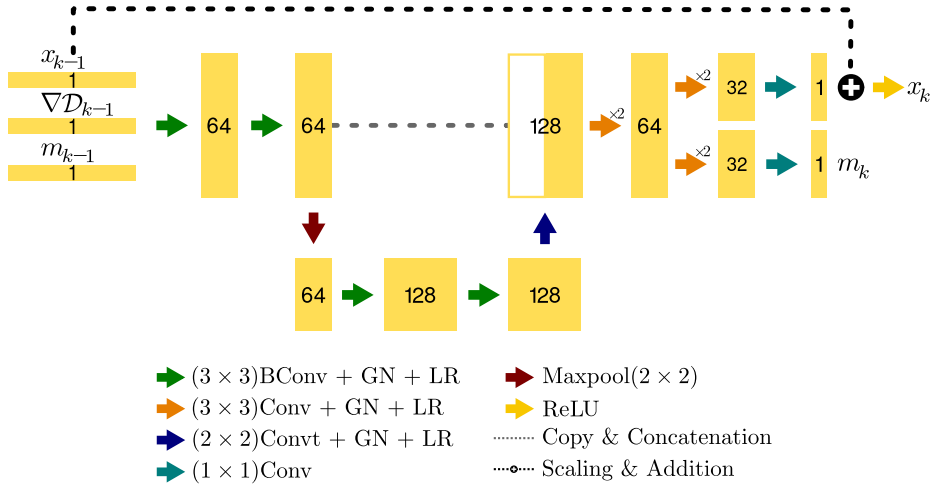 x_{k−1}
1
∇𝒟_{k−1}
1
m_{k−1}
1
64
64
128
×2
64
×2
32
1
x_k
×2
32
1
m_k
64
128
128
(3 × 3)BConv + GN + LR
(3 × 3)Conv + GN + LR
(2 × 2)Convt + GN + LR
(1 × 1)Conv
Maxpool(2 × 2)
ReLU
Copy & Concatenation
Scaling & Addition